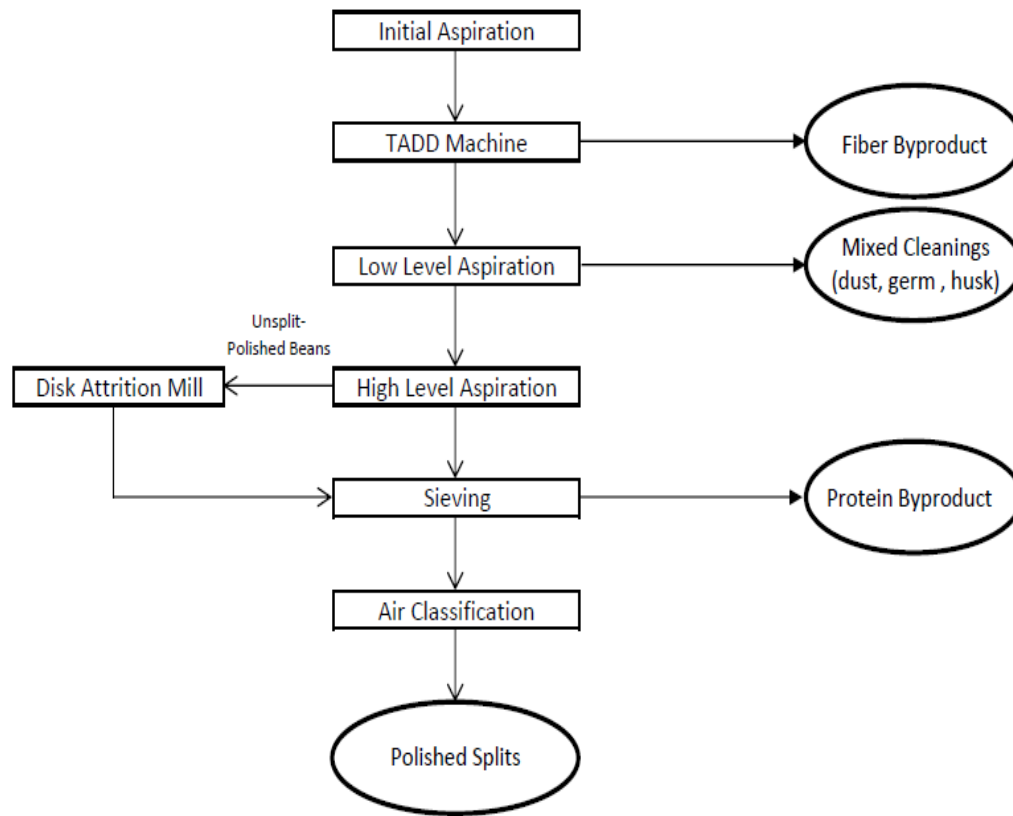 Initial Aspiration
TADD Machine
Fiber Byproduct
Low Level Aspiration
Mixed Cleanings
(dust, germ , husk)
Unsplit-
Polished Beans
Disk Attrition Mill
High Level Aspiration
Sieving
Protein Byproduct
Air Classification
Polished Splits